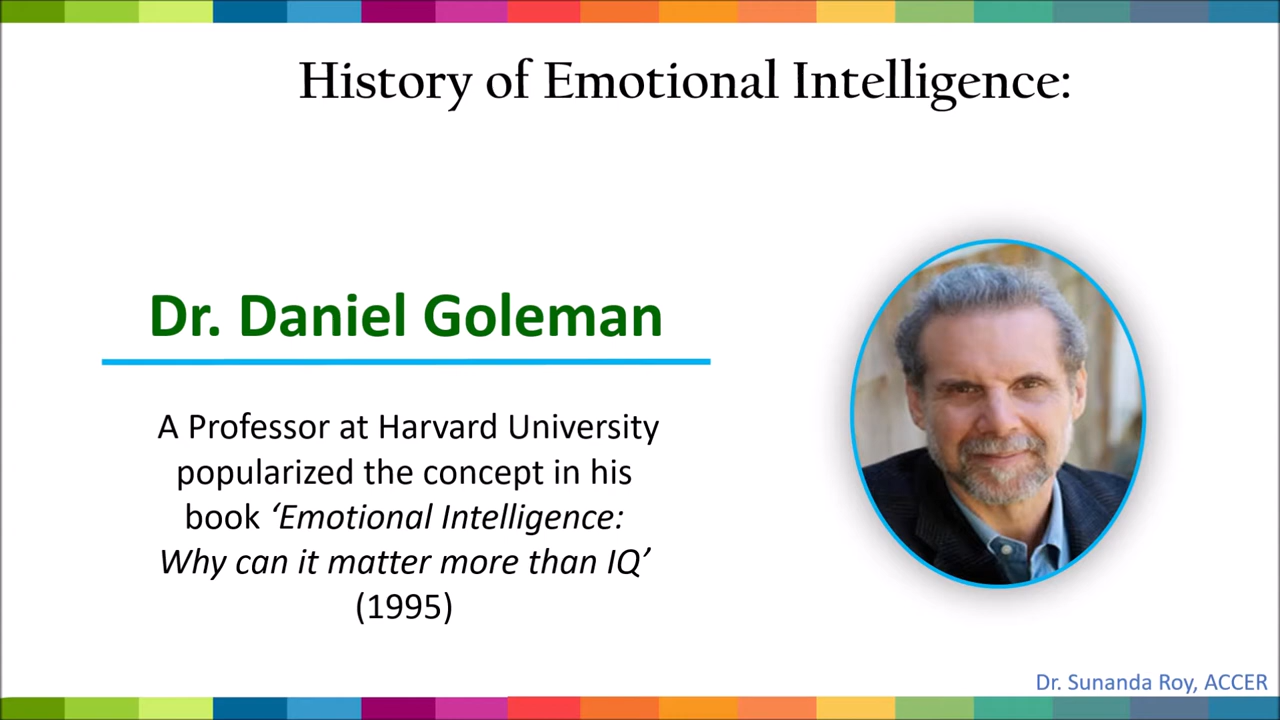 History of Emotional Intelligence:
Dr. Daniel Goleman
A Professor at Harvard University
popularized the concept in his
book ‘Emotional Intelligence:
Why can it matter more than IQ’
(1995)
Dr. Sunanda Roy, ACCER